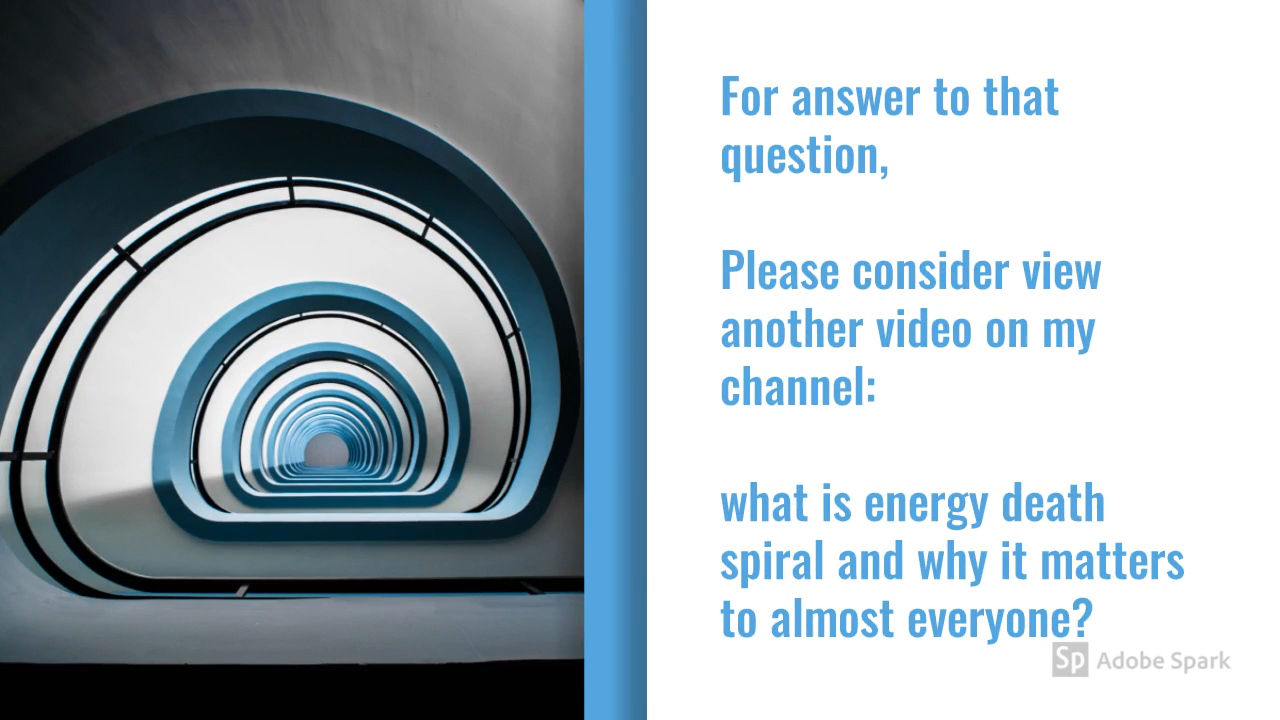 For answer to that
question,
Please consider view
another video on my
channel:
what is energy death
spiral and why it matters
to almost everyone?
Sp Adobe Spark